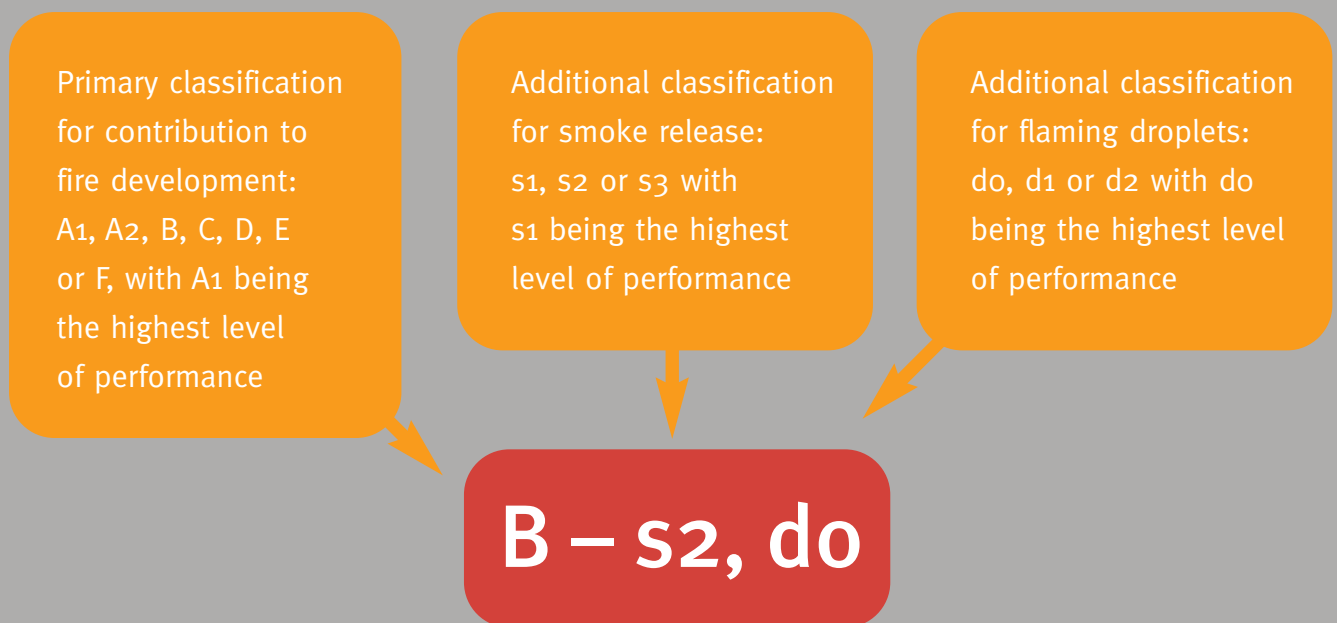 Primary classification
for contribution to
fire development:
A1, A2, B, C, D, E
or F, with A1 being
the highest level
of performance
Additional classification
for smoke release:
s1, s2 or s3 with
s1 being the highest
level of performance
Additional classification
for flaming droplets:
d0, d1 or d2 with d0
being the highest level
of performance
B – s2, d0